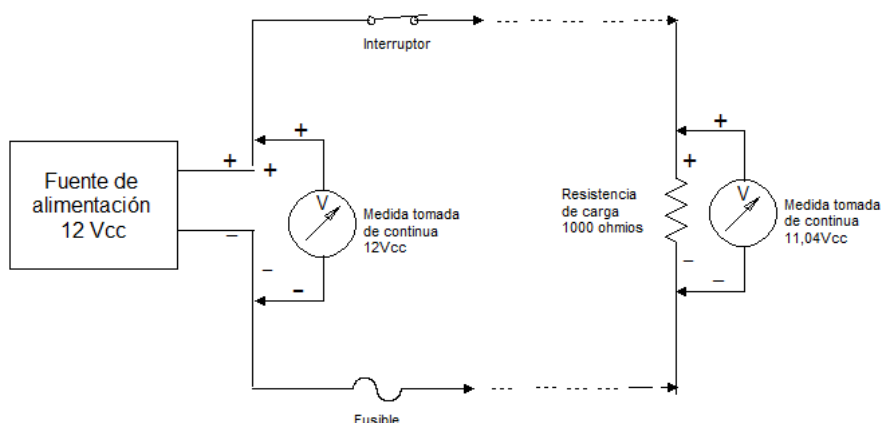 Interruptor
Fuente de
alimentación
12 Vcc
+
+
+
–
–
–
V
Medida tomada
de continua
12Vcc
Resistencia
de carga
1000 ohmios
+
+
–
–
V
Medida tomada
de continua
11,04Vcc
Fusible